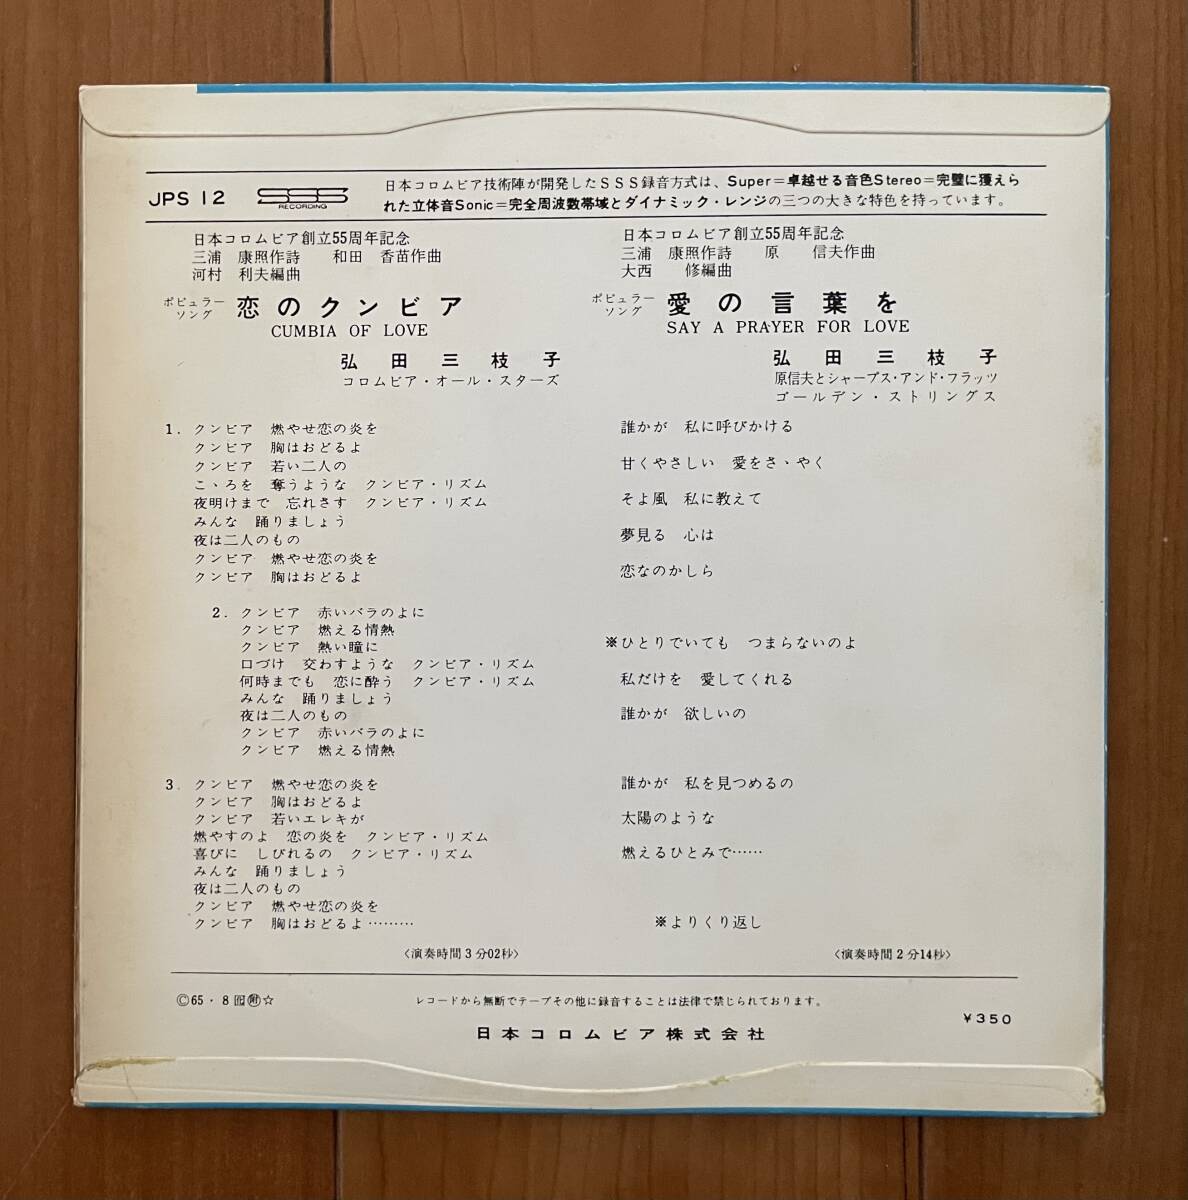 JPS 12
SSS
RECORDING
日本コロムビア技術陣が開発したSSS録音方式は、Super＝卓越せる音色Stereo＝完璧に獲えら
れた立体音Sonic＝完全周波数帯域とダイナミック・レンジの三つの大きな特色を持っています。
日本コロムビア創立55周年記念
三浦　康照作詩　　和田　香苗作曲
河村　利夫編曲
ポピュラー
ソング
恋のクンビア
CUMBIA OF LOVE
弘田三枝子
コロムビア・オール・スターズ
1．クンビア　燃やせ恋の炎を
クンビア　胸はおどるよ
クンビア　若い二人の
こゝろを　奪うような　クンビア・リズム
夜明けまで　忘れさす　クンビア・リズム
みんな　踊りましょう
夜は二人のもの
クンビア　燃やせ恋の炎を
クンビア　胸はおどるよ
2．クンビア　赤いバラのよに
クンビア　燃える情熱
クンビア　熱い瞳に
口づけ　交わすような　クンビア・リズム
何時までも　恋に酔う　クンビア・リズム
みんな　踊りましょう
夜は二人のもの
クンビア　赤いバラのよに
クンビア　燃える情熱
3．クンビア　燃やせ恋の炎を
クンビア　胸はおどるよ
クンビア　若いエレキが
燃やすのよ　恋の炎を　クンビア・リズム
喜びに　しびれるの　クンビア・リズム
みんな　踊りましょう
夜は二人のもの
クンビア　燃やせ恋の炎を
クンビア　胸はおどるよ………
〈演奏時間3分02秒〉
日本コロムビア創立55周年記念
三浦　康照作詩　　原　　信夫作曲
大西　　修編曲
ポピュラー
ソング
愛の言葉を
SAY A PRAYER FOR LOVE
弘田三枝子
原信夫とシャープス・アンド・フラッツ
ゴールデン・ストリングス
誰かが　私に呼びかける
甘くやさしい　愛をさゝやく
そよ風　私に教えて
夢見る　心は
恋なのかしら
※ひとりでいても　つまらないのよ
私だけを　愛してくれる
誰かが　欲しいの
誰かが　私を見つめるの
太陽のような
燃えるひとみで……
※よりくり返し
〈演奏時間2分14秒〉
Ⓒ65・8 ㊞☆
レコードから無断でテープその他に録音することは法律で禁じられております。
¥350
日本コロムビア株式会社